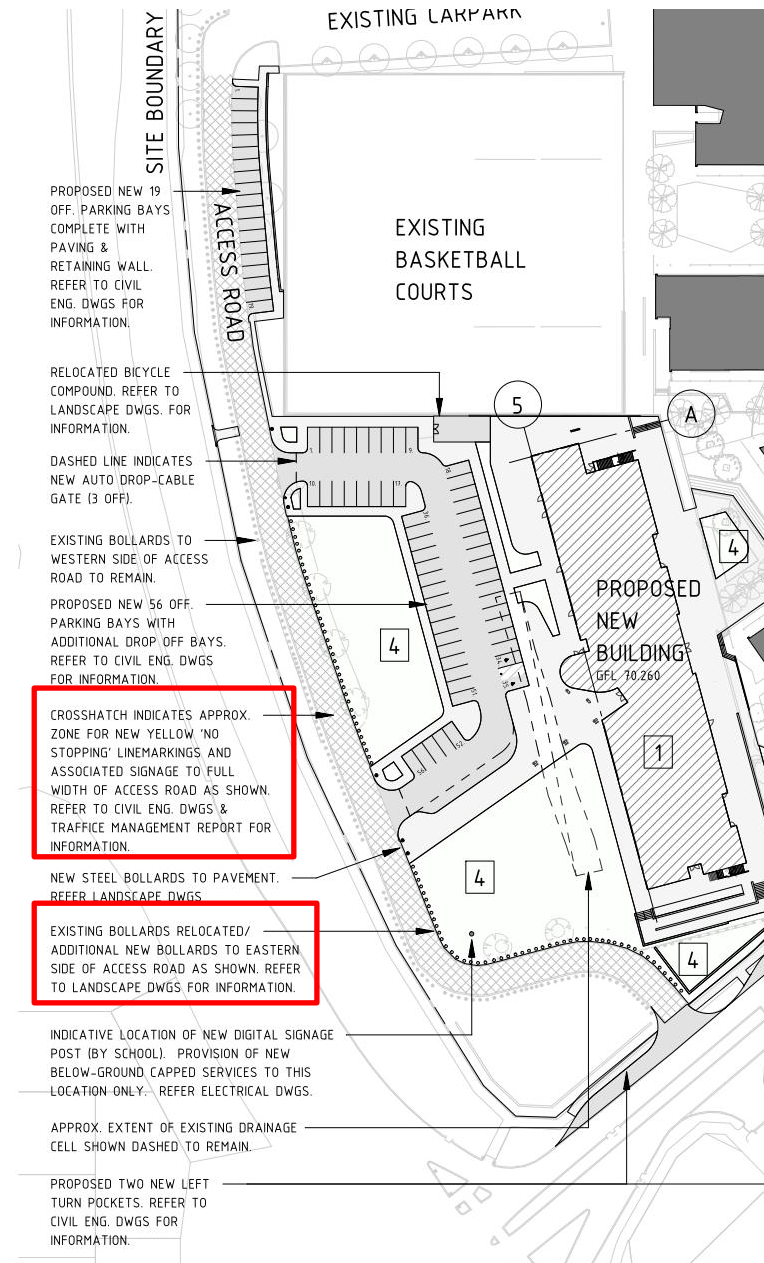 EXISTING CARPARK
SITE BOUNDARY
PROPOSED NEW 19
OFF. PARKING BAYS
COMPLETE WITH
PAVING &
RETAINING WALL.
REFER TO CIVIL
ENG. DWGS FOR
INFORMATION.
ACCESS ROAD
EXISTING
BASKETBALL
COURTS
RELOCATED BICYCLE
COMPOUND. REFER TO
LANDSCAPE DWGS. FOR
INFORMATION.
5
A
DASHED LINE INDICATES
NEW AUTO DROP-CABLE
GATE (3 OFF).
EXISTING BOLLARDS TO
WESTERN SIDE OF ACCESS
ROAD TO REMAIN.
4
PROPOSED NEW 56 OFF.
PARKING BAYS WITH
ADDITIONAL DROP OFF BAYS.
REFER TO CIVIL ENG. DWGS
FOR INFORMATION.
4
PROPOSED
NEW
BUILDING
GFL 70.260
1
CROSSHATCH INDICATES APPROX.
ZONE FOR NEW YELLOW 'NO
STOPPING' LINEMARKINGS AND
ASSOCIATED SIGNAGE TO FULL
WIDTH OF ACCESS ROAD AS SHOWN.
REFER TO CIVIL ENG. DWGS &
TRAFFICE MANAGEMENT REPORT FOR
INFORMATION.
NEW STEEL BOLLARDS TO PAVEMENT.
REFER LANDSCAPE DWGS
4
EXISTING BOLLARDS RELOCATED/
ADDITIONAL NEW BOLLARDS TO EASTERN
SIDE OF ACCESS ROAD AS SHOWN. REFER
TO LANDSCAPE DWGS FOR INFORMATION.
4
INDICATIVE LOCATION OF NEW DIGITAL SIGNAGE
POST (BY SCHOOL). PROVISION OF NEW
BELOW-GROUND CAPPED SERVICES TO THIS
LOCATION ONLY. REFER ELECTRICAL DWGS.
APPROX. EXTENT OF EXISTING DRAINAGE
CELL SHOWN DASHED TO REMAIN.
PROPOSED TWO NEW LEFT
TURN POCKETS. REFER TO
CIVIL ENG. DWGS FOR
INFORMATION.